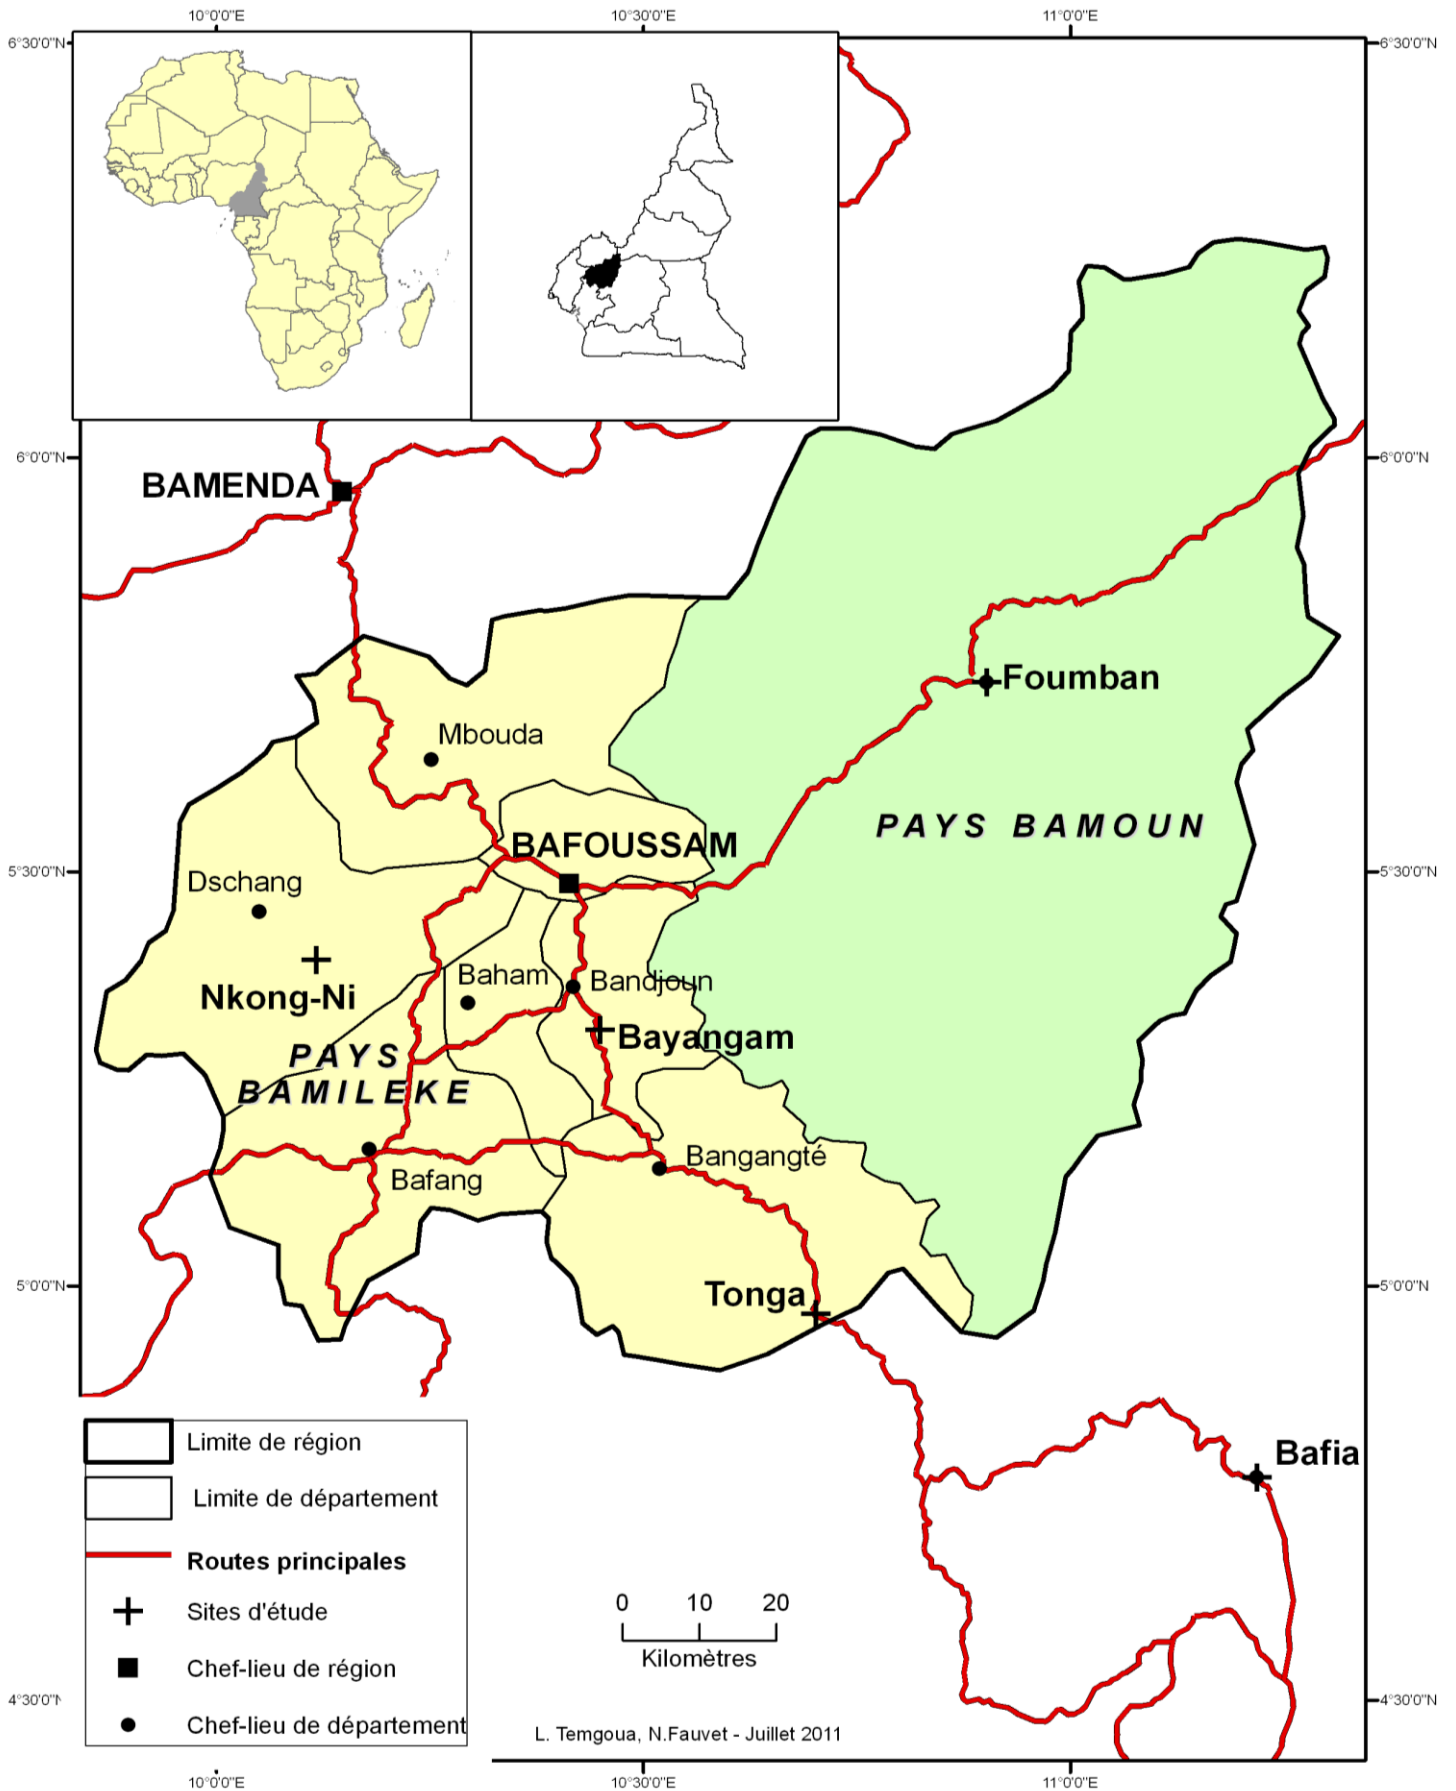 10°0'0"E
10°30'0"E
11°0'0"E
6°30'0"N
6°30'0"N
6°0'0"N
6°0'0"N
BAMENDA
Foumban
Mbouda
PAYS BAMOUN
BAFOUSSAM
5°30'0"N
5°30'0"N
Dschang
Baham
Bandjoun
Nkong-Ni
Bayangam
PAYS
BAMILEKE
Bangangté
Bafang
5°0'0"N
5°0'0"N
Tonga
Bafia
Limite de région
Limite de département
Routes principales
Sites d'étude
Chef-lieu de région
Chef-lieu de département
0 10 20
Kilomètres
4°30'0"N
4°30'0"N
L. Temgoua, N.Fauvet - Juillet 2011
10°0'0"E
10°30'0"E
11°0'0"E